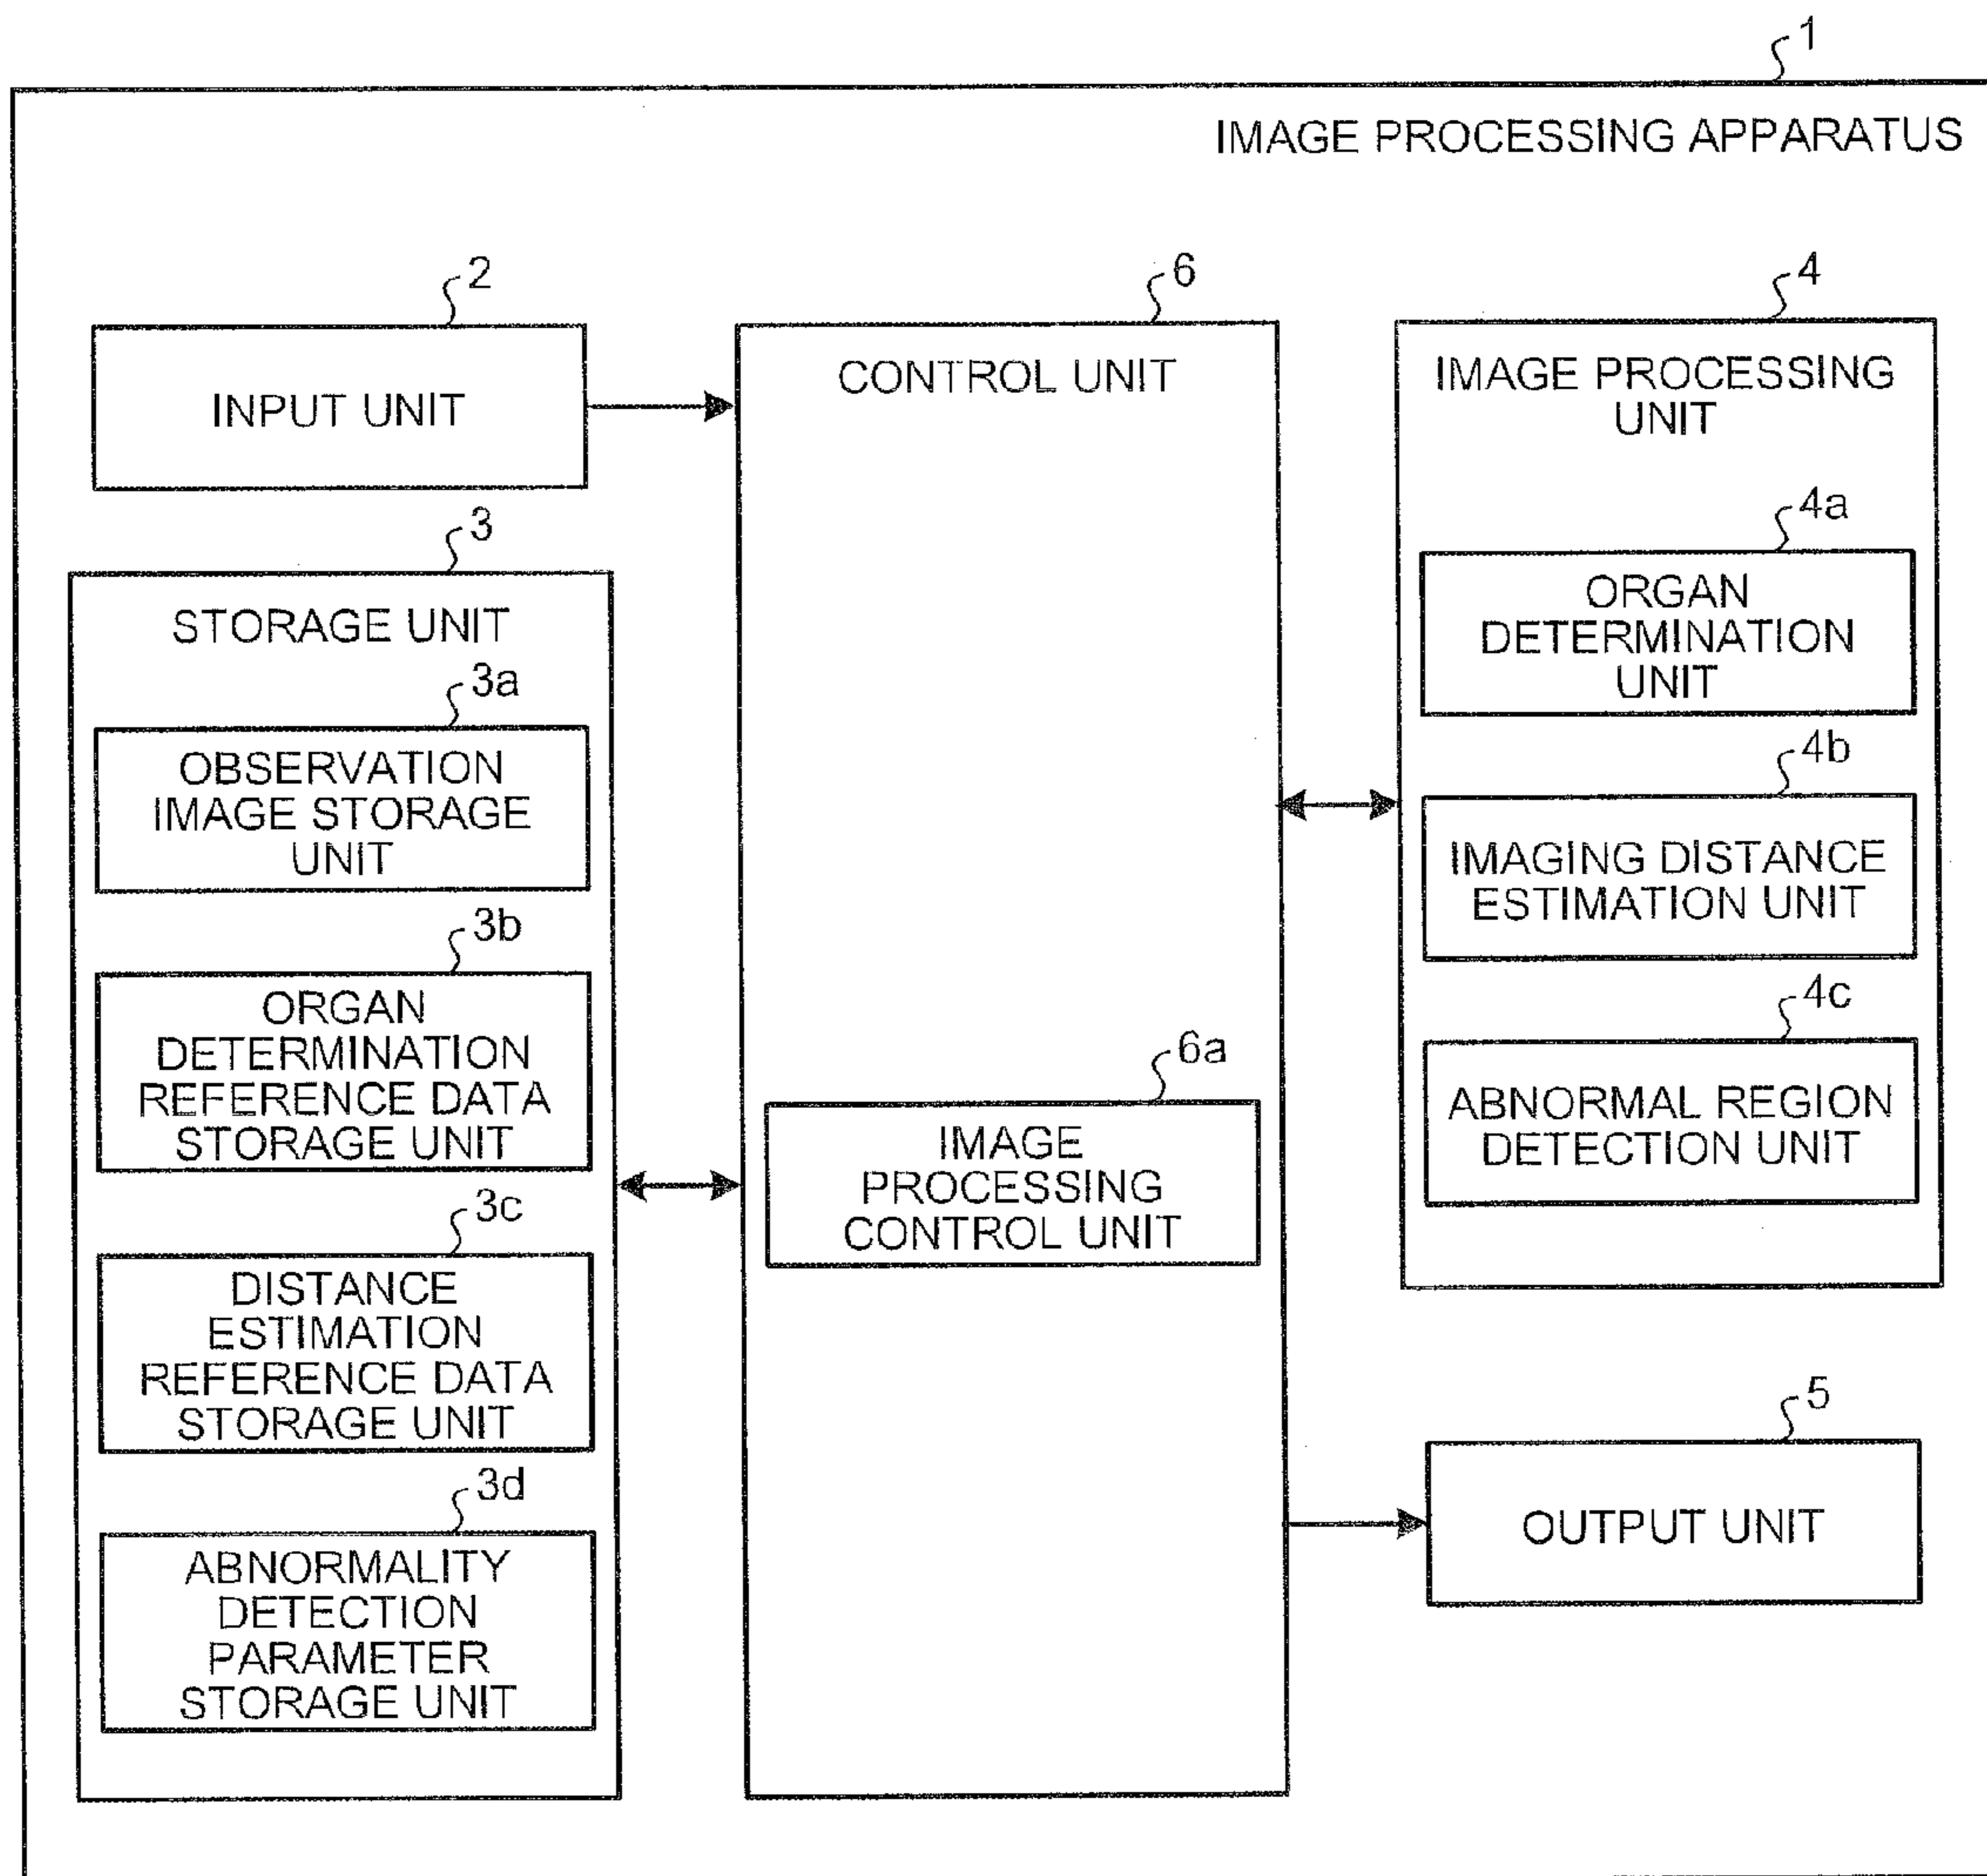 1
IMAGE PROCESSING APPARATUS
2
INPUT UNIT
3
STORAGE UNIT
3a
OBSERVATION
IMAGE STORAGE
UNIT
3b
ORGAN
DETERMINATION
REFERENCE DATA
STORAGE UNIT
3c
DISTANCE
ESTIMATION
REFERENCE DATA
STORAGE UNIT
3d
ABNORMALITY
DETECTION
PARAMETER
STORAGE UNIT
6
CONTROL UNIT
6a
IMAGE
PROCESSING
CONTROL UNIT
4
IMAGE PROCESSING
UNIT
4a
ORGAN
DETERMINATION
UNIT
4b
IMAGING DISTANCE
ESTIMATION UNIT
4c
ABNORMAL REGION
DETECTION UNIT
5
OUTPUT UNIT